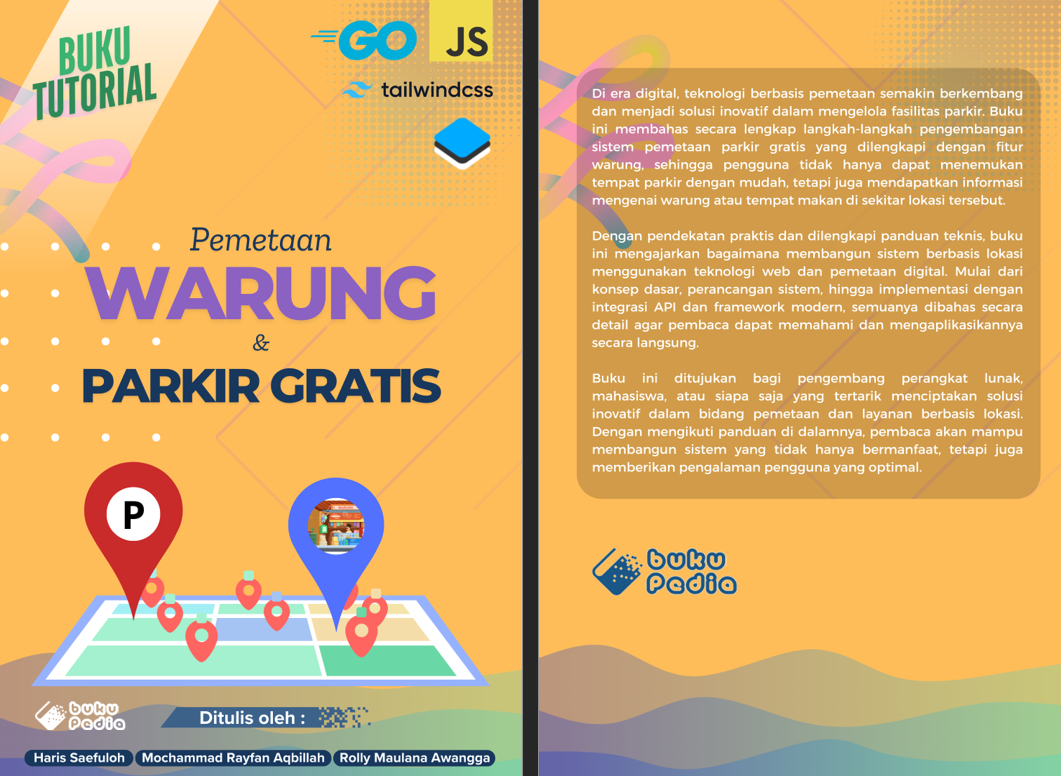 BUKU
TUTORIAL
GO
JS
tailwindcss
Pemetaan
WARUNG
&
PARKIR GRATIS
P
buku
Pedia
Ditulis oleh :
Haris Saefuloh
Mochammad Rayfan Aqbillah
Rolly Maulana Awangga
Di era digital, teknologi berbasis pemetaan semakin berkembang
dan menjadi solusi inovatif dalam mengelola fasilitas parkir. Buku
ini membahas secara lengkap langkah-langkah pengembangan
sistem pemetaan parkir gratis yang dilengkapi dengan fitur
warung, sehingga pengguna tidak hanya dapat menemukan
tempat parkir dengan mudah, tetapi juga mendapatkan informasi
mengenai warung atau tempat makan di sekitar lokasi tersebut.
Dengan pendekatan praktis dan dilengkapi panduan teknis, buku
ini mengajarkan bagaimana membangun sistem berbasis lokasi
menggunakan teknologi web dan pemetaan digital. Mulai dari
konsep dasar, perancangan sistem, hingga implementasi dengan
integrasi API dan framework modern, semuanya dibahas secara
detail agar pembaca dapat memahami dan mengaplikasikannya
secara langsung.
Buku ini ditujukan bagi pengembang perangkat lunak,
mahasiswa, atau siapa saja yang tertarik menciptakan solusi
inovatif dalam bidang pemetaan dan layanan berbasis lokasi.
Dengan mengikuti panduan di dalamnya, pembaca akan mampu
membangun sistem yang tidak hanya bermanfaat, tetapi juga
memberikan pengalaman pengguna yang optimal.
buku
Pedia